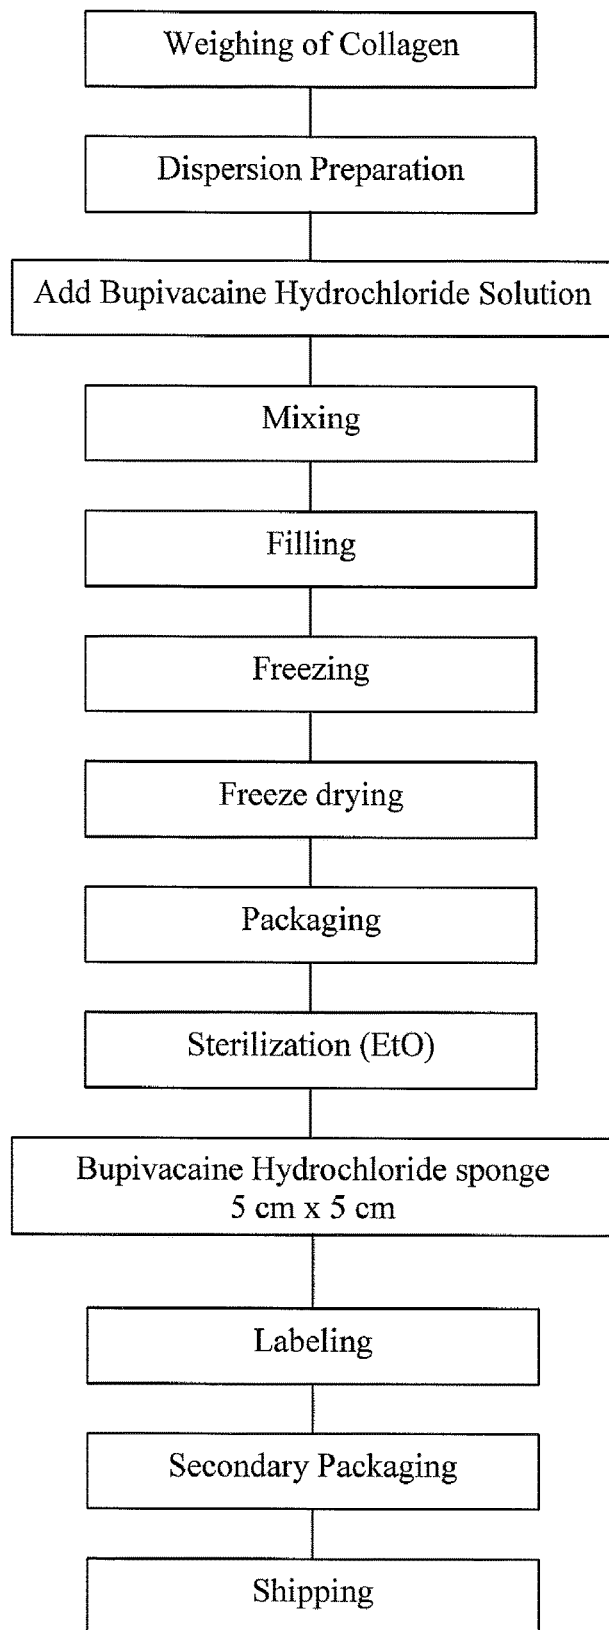 Weighing of Collagen
Dispersion Preparation
Add Bupivacaine Hydrochloride Solution
Mixing
Filling
Freezing
Freeze drying
Packaging
Sterilization (EtO)
Bupivacaine Hydrochloride sponge
5 cm x 5 cm
Labeling
Secondary Packaging
Shipping